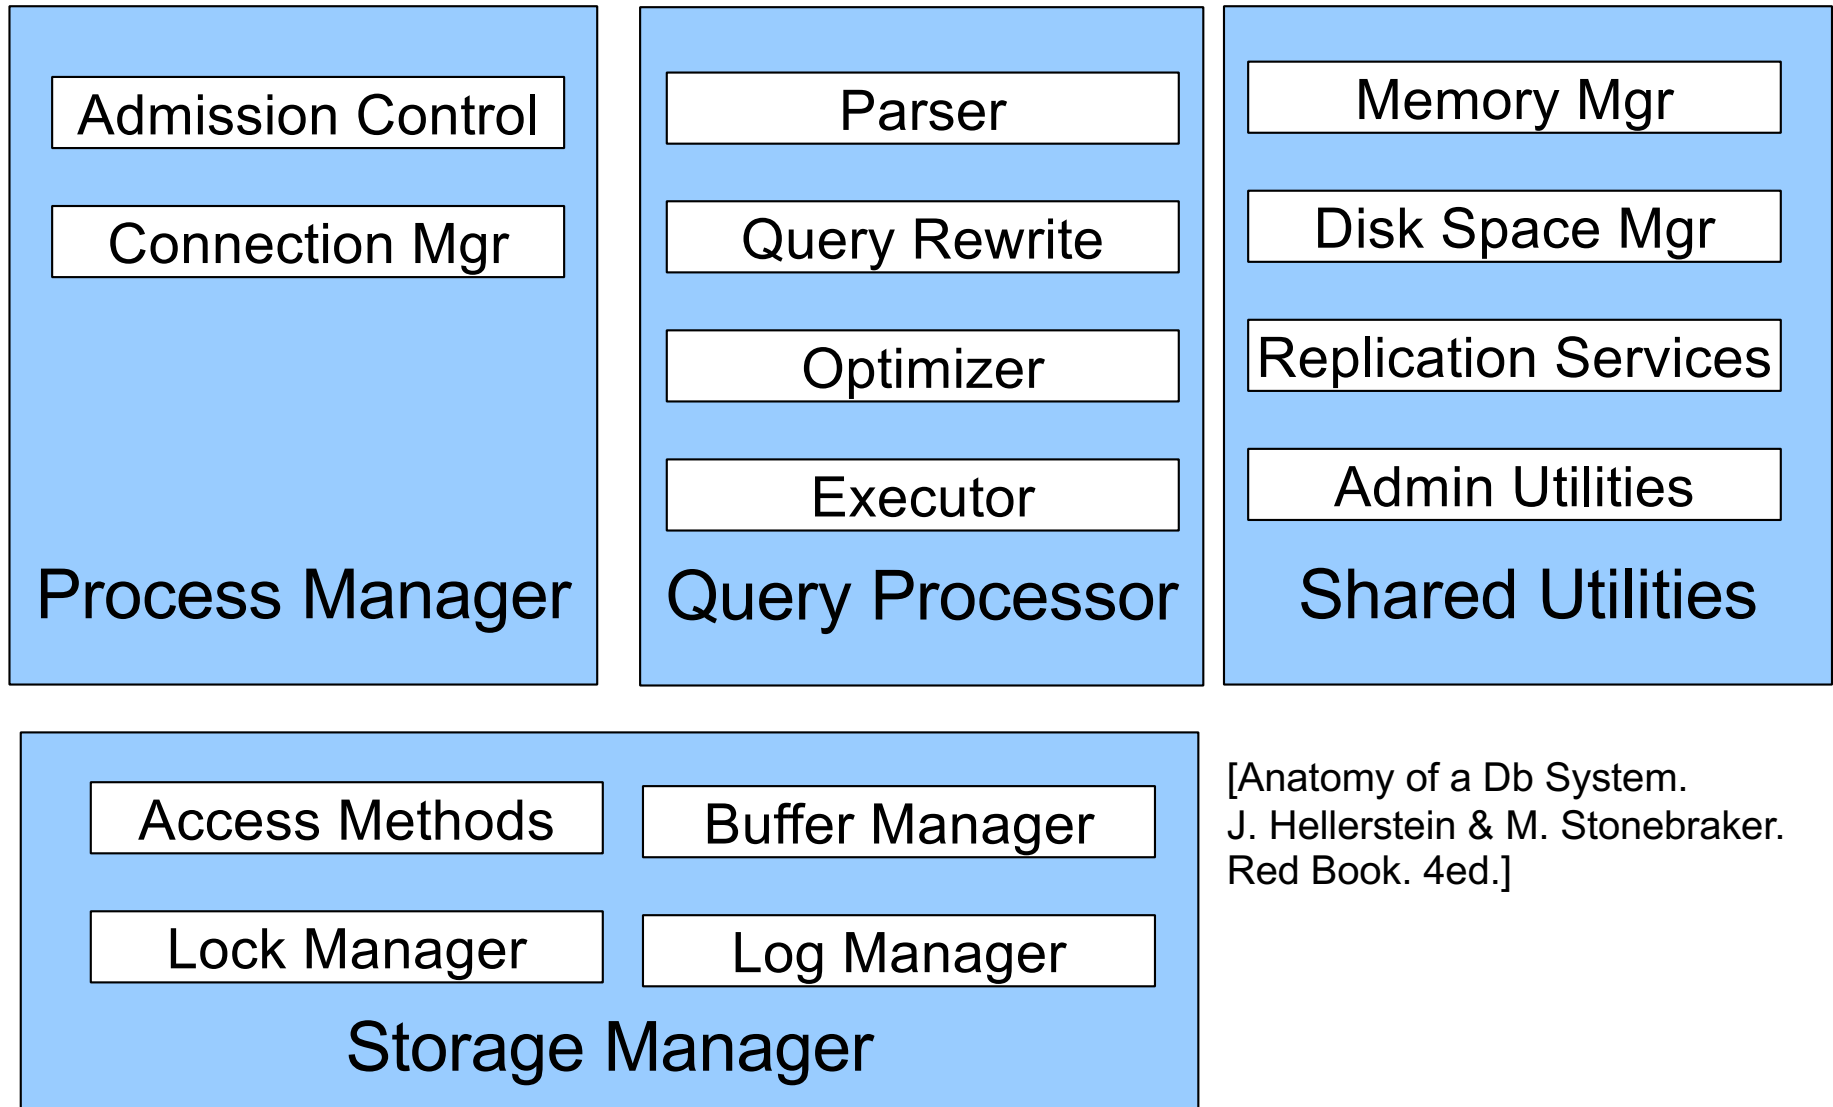 Admission Control
Connection Mgr
Process Manager
Parser
Query Rewrite
Optimizer
Executor
Query Processor
Memory Mgr
Disk Space Mgr
Replication Services
Admin Utilities
Shared Utilities
Access Methods
Buffer Manager
Lock Manager
Log Manager
Storage Manager
[Anatomy of a Db System.
J. Hellerstein & M. Stonebraker.
Red Book. 4ed.]